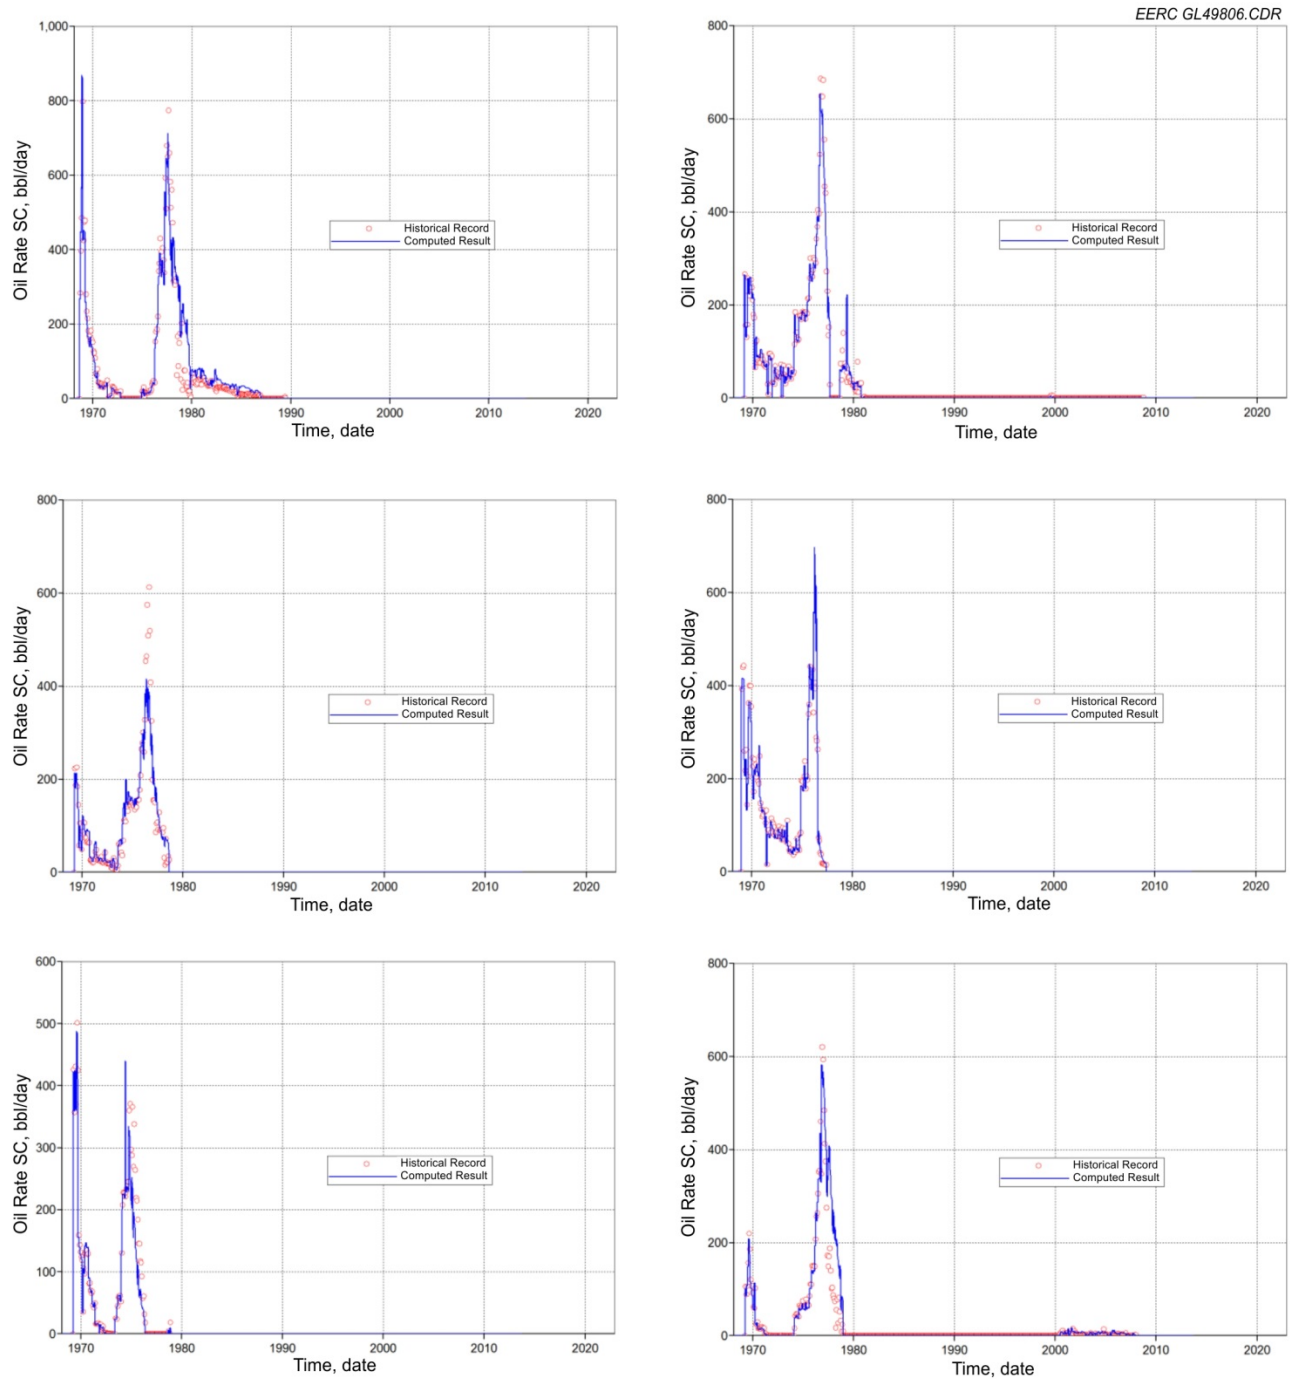 EERC GL49806.CDR
Oil Rate SC, bbl/day
1,000
800
600
400
200
0
Historical Record
Computed Result
1970
1980
1990
2000
2010
2020
Time, date
Oil Rate SC, bbl/day
800
600
400
200
0
Historical Record
Computed Result
1970
1980
1990
2000
2010
2020
Time, date
Oil Rate SC, bbl/day
800
600
400
200
0
Historical Record
Computed Result
1970
1980
1990
2000
2010
2020
Time, date
Oil Rate SC, bbl/day
800
600
400
200
0
Historical Record
Computed Result
1970
1980
1990
2000
2010
2020
Time, date
Oil Rate SC, bbl/day
600
500
400
300
200
100
0
Historical Record
Computed Result
1970
1980
1990
2000
2010
2020
Time, date
Oil Rate SC, bbl/day
800
600
400
200
0
Historical Record
Computed Result
1970
1980
1990
2000
2010
2020
Time, date